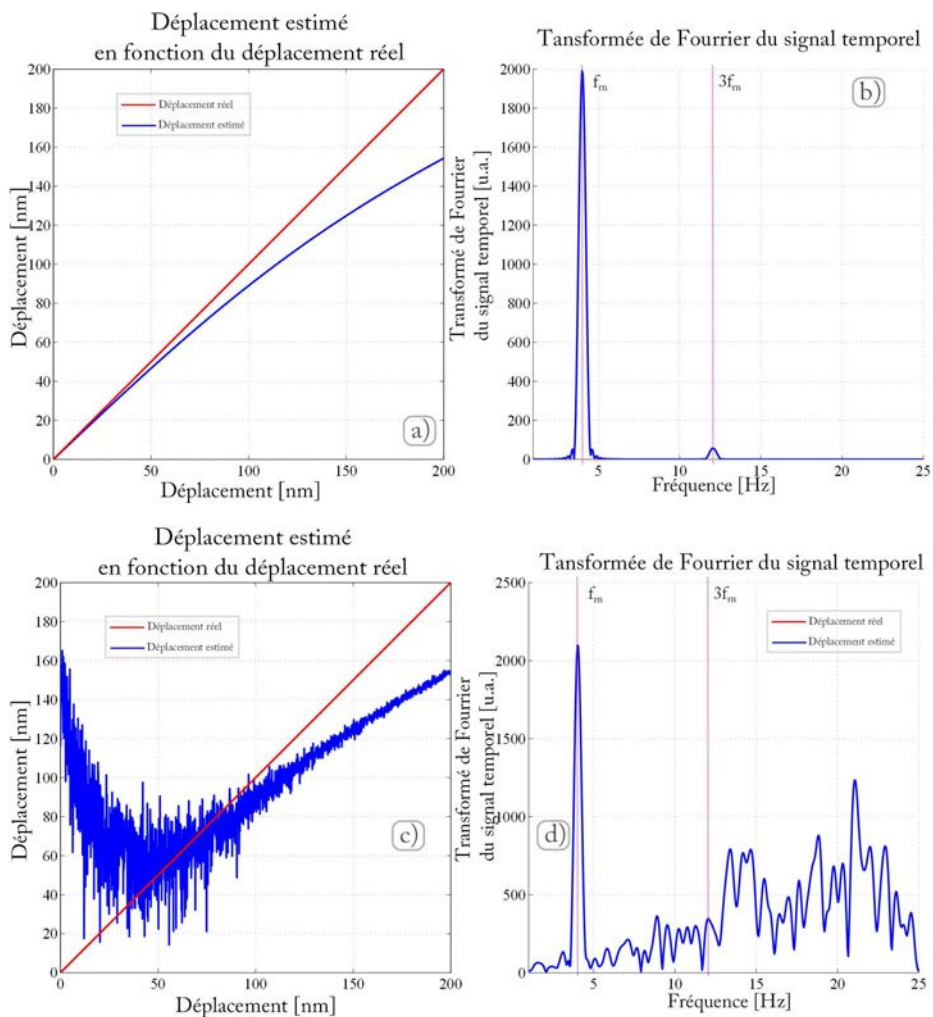 Déplacement estimé
en fonction du déplacement réel
200
180
160
140
120
100
80
60
40
20
0
Déplacement [nm]
Déplacement réel
Déplacement estimé
a)
0
50
100
150
200
Déplacement [nm]
Tansformée de Fourrier du signal temporel
2000
1800
1600
1400
1200
1000
800
600
400
200
0
Transformé de Fourrier
du signal temporel [u.a.]
fm
3fm
b)
5
10
15
20
25
Fréquence [Hz]
Déplacement estimé
en fonction du déplacement réel
200
180
160
140
120
100
80
60
40
20
0
Déplacement [nm]
Déplacement réel
Déplacement estimé
c)
0
50
100
150
200
Déplacement [nm]
Tansformée de Fourrier du signal temporel
2500
2000
1500
1000
500
0
Transformé de Fourrier
du signal temporel [u.a.]
fm
3fm
Déplacement réel
Déplacement estimé
d)
5
10
15
20
25
Fréquence [Hz]